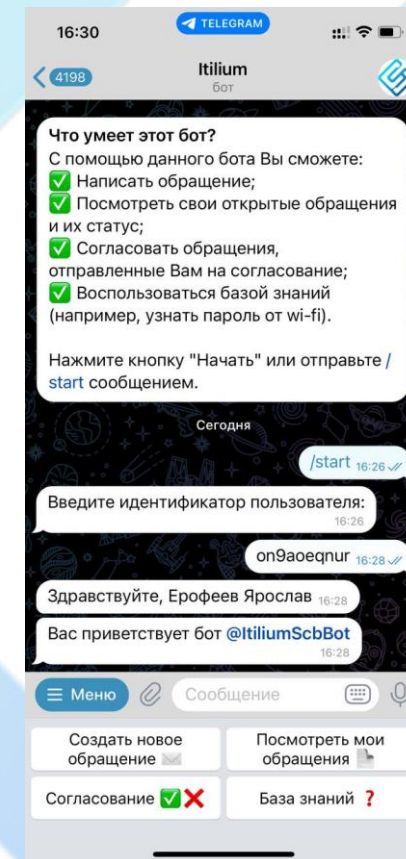 16:30
TELEGRAM
4198
Itilium
бот
Что умеет этот бот?
С помощью данного бота Вы сможете:
✅ Написать обращение;
✅ Посмотреть свои открытые обращения
и их статус;
✅ Согласовать обращения,
отправленные Вам на согласование;
✅ Воспользоваться базой знаний
(например, узнать пароль от wi-fi).
Нажмите кнопку "Начать" или отправьте /
start сообщением.
Сегодня
/start 16:26
Введите идентификатор пользователя:
16:26
on9aoeqnur 16:28
Здравствуйте, Ерофеев Ярослав 16:28
Вас приветствует бот @ItiliumScbBot
16:28
Меню Сообщение
Создать новое
обращение
Посмотреть мои
обращения
Согласование ✅❌
База знаний ❓